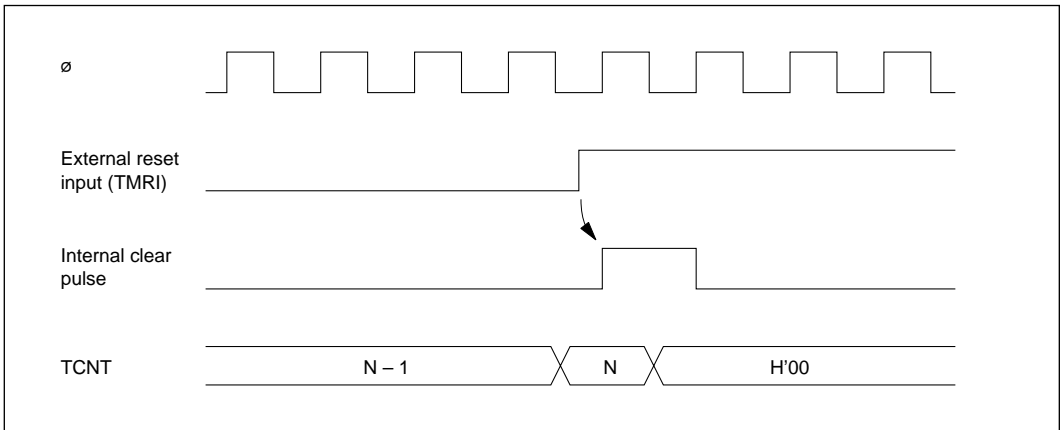 ø
External reset
input (TMRI)
Internal clear
pulse
TCNT
N – 1
N
H'00